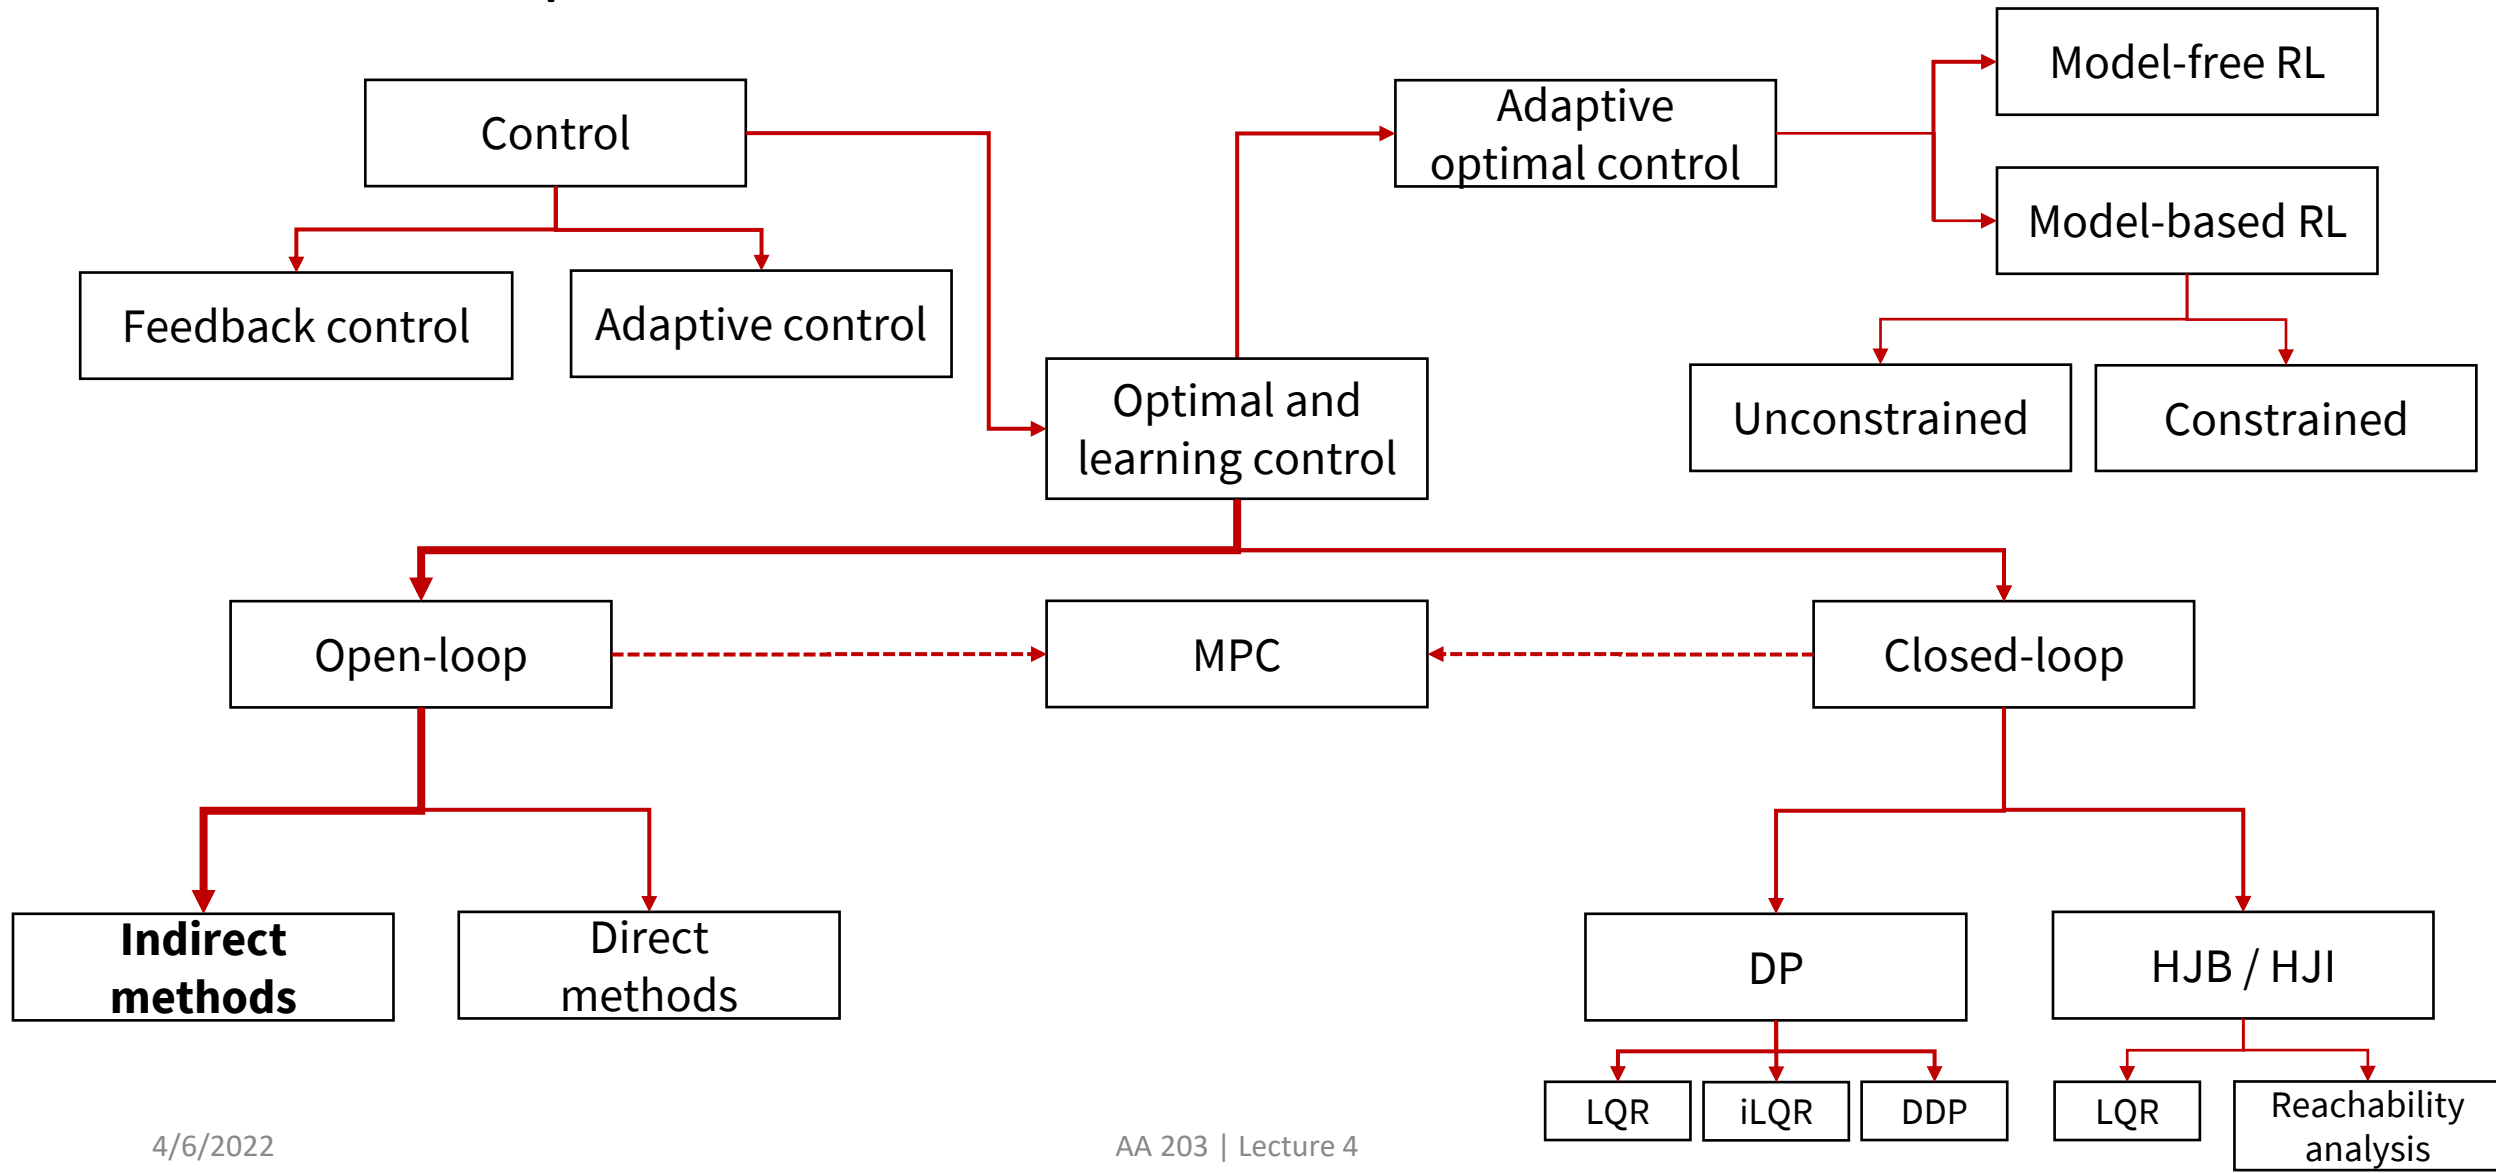 Model-free RL
Control
Adaptive
optimal control
Model-based RL
Feedback control
Adaptive control
Optimal and
learning control
Unconstrained
Constrained
Open-loop
MPC
Closed-loop
Indirect
methods
Direct
methods
DP
HJB / HJI
LQR
iLQR
DDP
LQR
Reachability
analysis
4/6/2022
AA 203 | Lecture 4